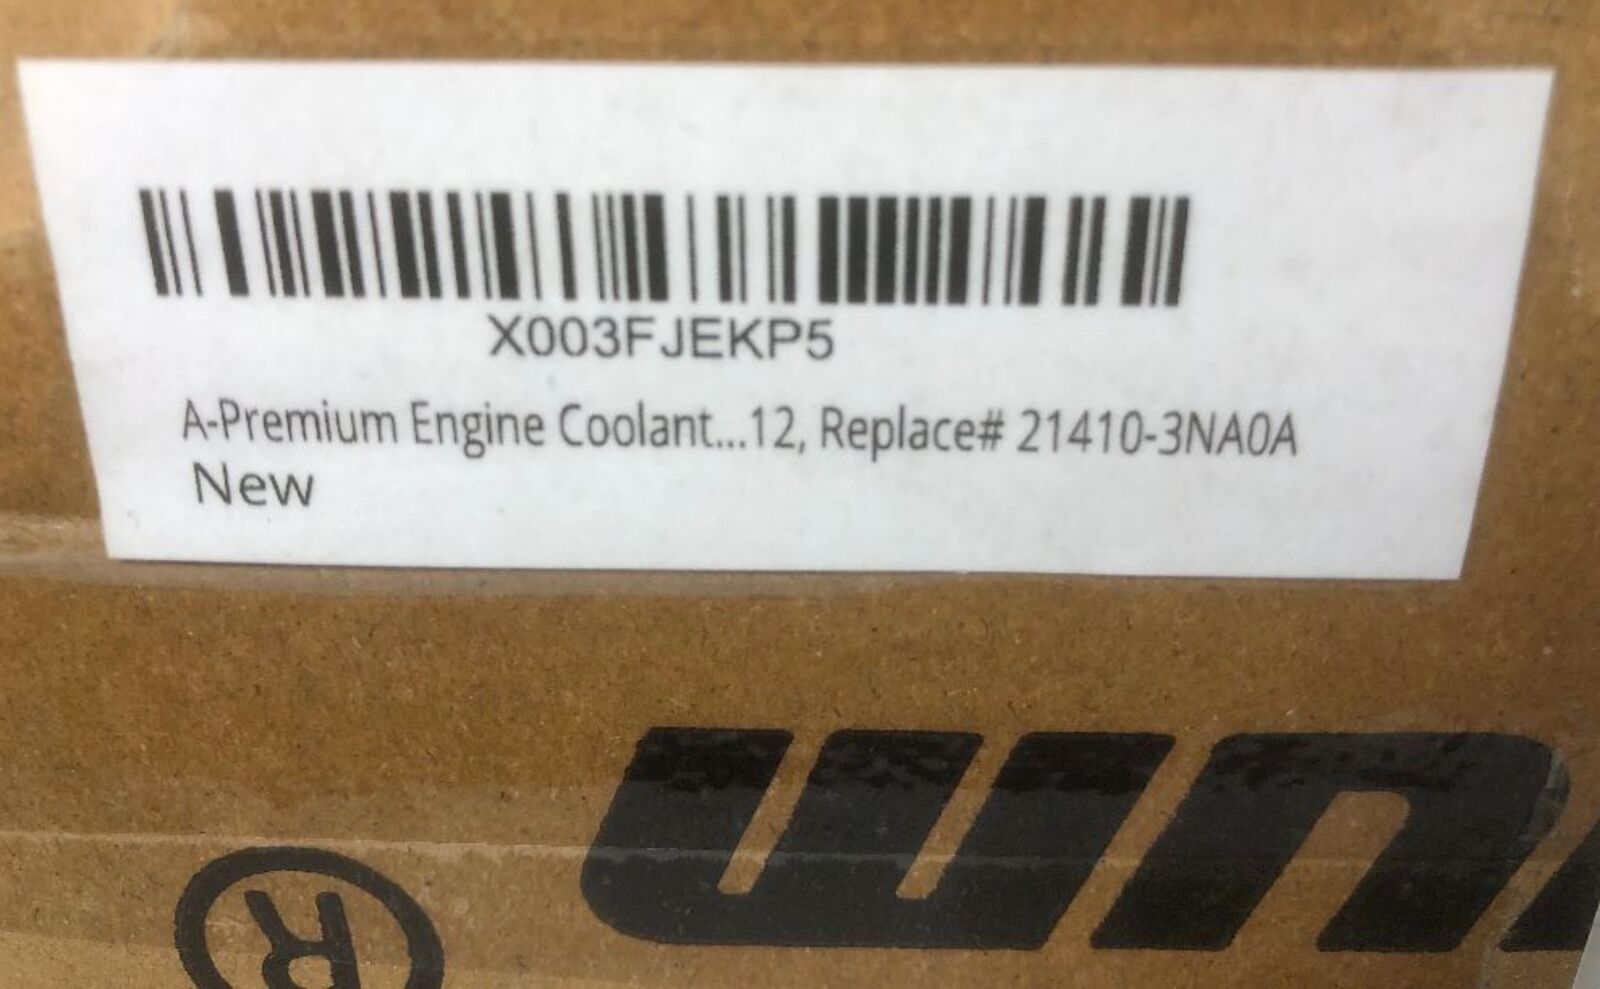 X003FJEKP5
A-Premium Engine Coolant...12, Replace# 21410-3NA0A
New
®